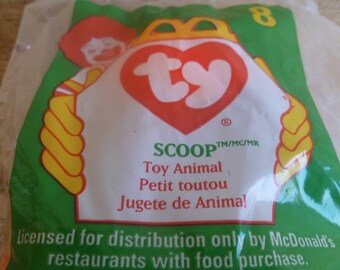 8
ty
®
SCOOP™/MC/MR
Toy Animal
Petit toutou
Jugete de Animal
Licensed for distribution only by McDonald's
restaurants with food purchase.